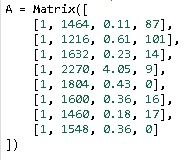 A = Matrix([
[1, 1464, 0.11, 87],
[1, 1216, 0.61, 101],
[1, 1632, 0.23, 14],
[1, 2270, 4.05, 9],
[1, 1804, 0.43, 0],
[1, 1600, 0.36, 16],
[1, 1460, 0.18, 17],
[1, 1548, 0.36, 0]
])